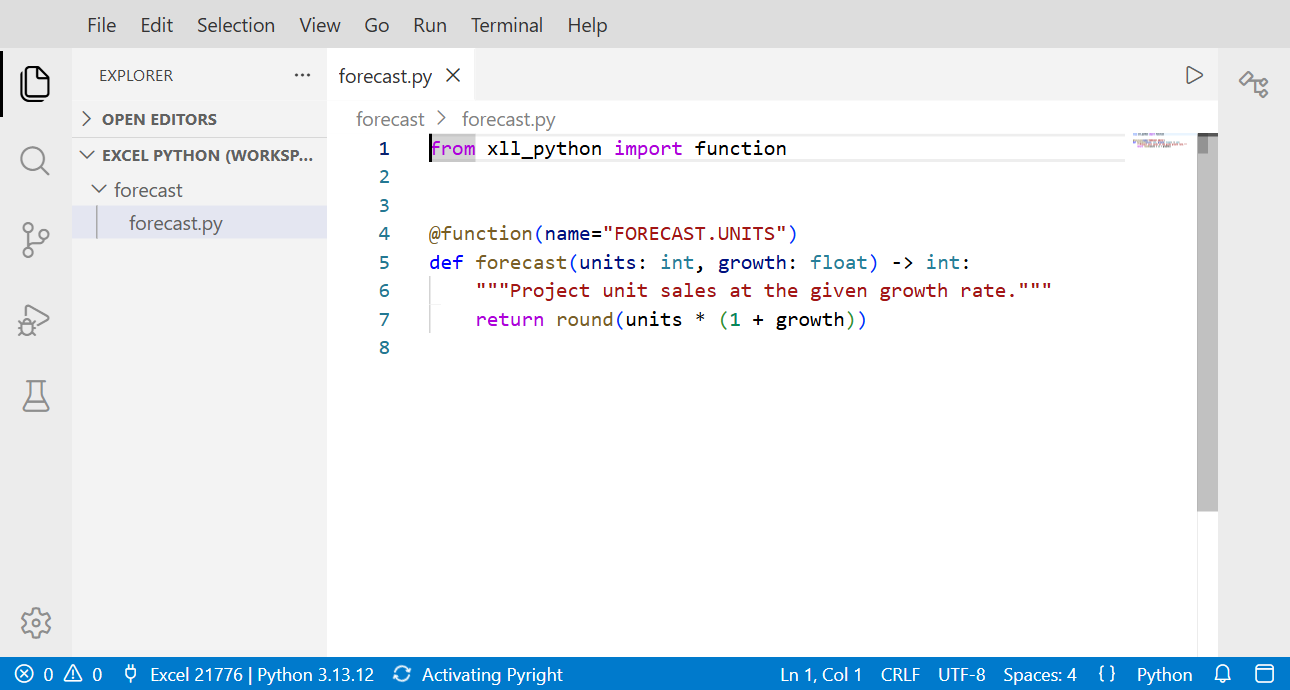 File Edit Selection View Go Run Terminal Help
EXPLORER
OPEN EDITORS
EXCEL PYTHON (WORKSP...
forecast
forecast.py
forecast.py
forecast > forecast.py
1 from xll_python import function
2
3
4 @function(name="FORECAST.UNITS")
5 def forecast(units: int, growth: float) -> int:
6 """Project unit sales at the given growth rate."""
7 return round(units * (1 + growth))
8
0 0 Excel 21776 | Python 3.13.12 Activating Pyright Ln 1, Col 1 CRLF UTF-8 Spaces: 4 {} Python